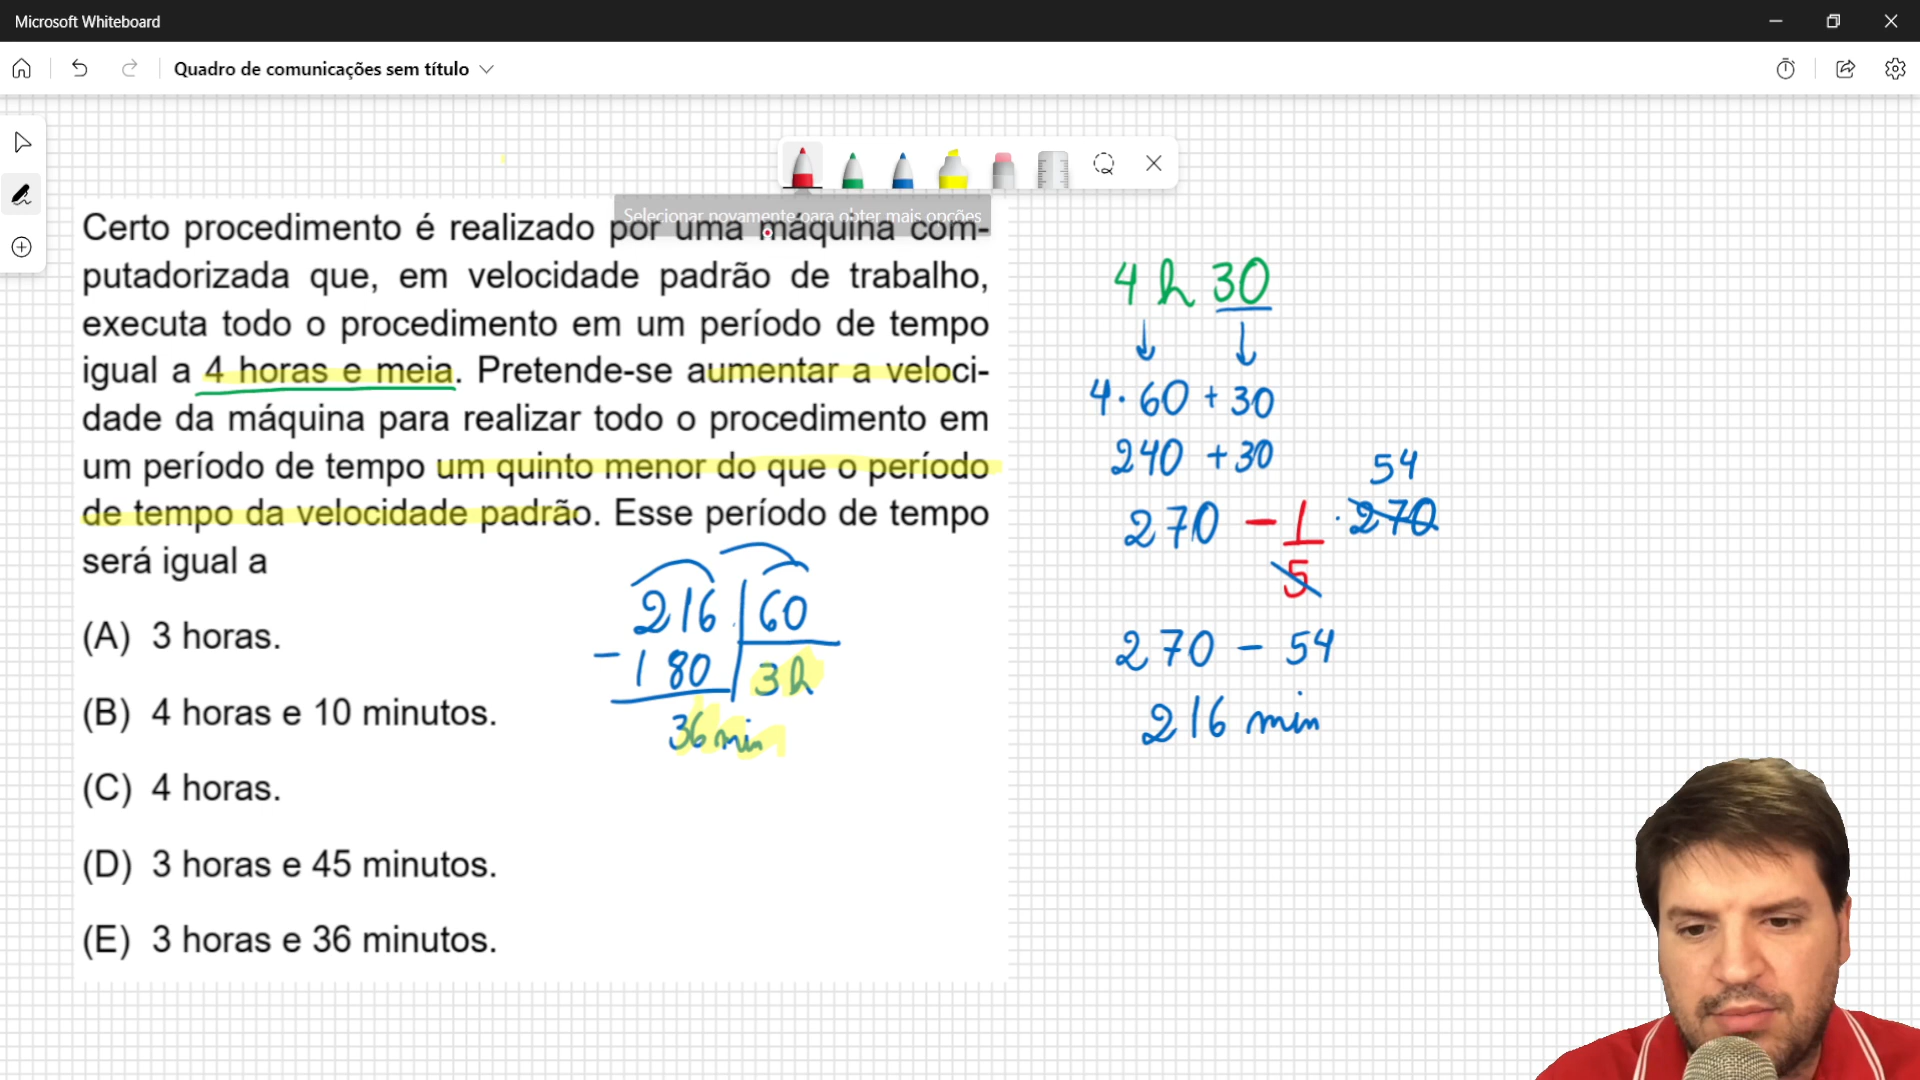 Microsoft Whiteboard
Quadro de comunicações sem título
Selecionar novamente para obter mais opções
Certo procedimento é realizado por uma máquina com-
putadorizada que, em velocidade padrão de trabalho,
executa todo o procedimento em um período de tempo
igual a 4 horas e meia. Pretende-se aumentar a veloci-
dade da máquina para realizar todo o procedimento em
um período de tempo um quinto menor do que o período
de tempo da velocidade padrão. Esse período de tempo
será igual a
(A) 3 horas.
(B) 4 horas e 10 minutos.
(C) 4 horas.
(D) 3 horas e 45 minutos.
(E) 3 horas e 36 minutos.
216 60
- 180 3h
36 min
4 h 30
4 · 60 + 30
240 + 30
54
270 - 1 · 270
5
270 - 54
216 min